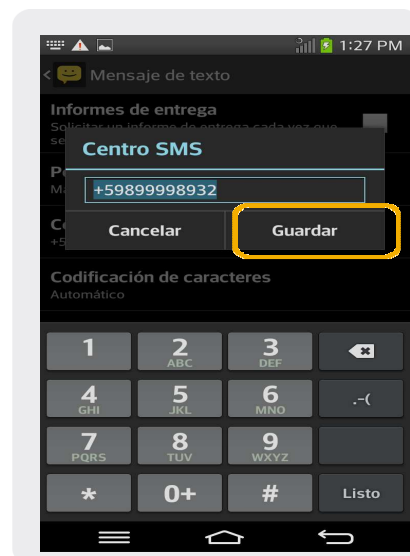 1:27 PM
< Mensaje de texto
Informes de entrega
Solicitar un informe de entrega cada vez que
se
Centro SMS
P
M
+59899998932
C
+5
Cancelar
Guardar
Codificación de caracteres
Automático
1
2
ABC
3
DEF
4
GHI
5
JKL
6
MNO
.-(
7
PQRS
8
TUV
9
WXYZ
*
0+
#
Listo